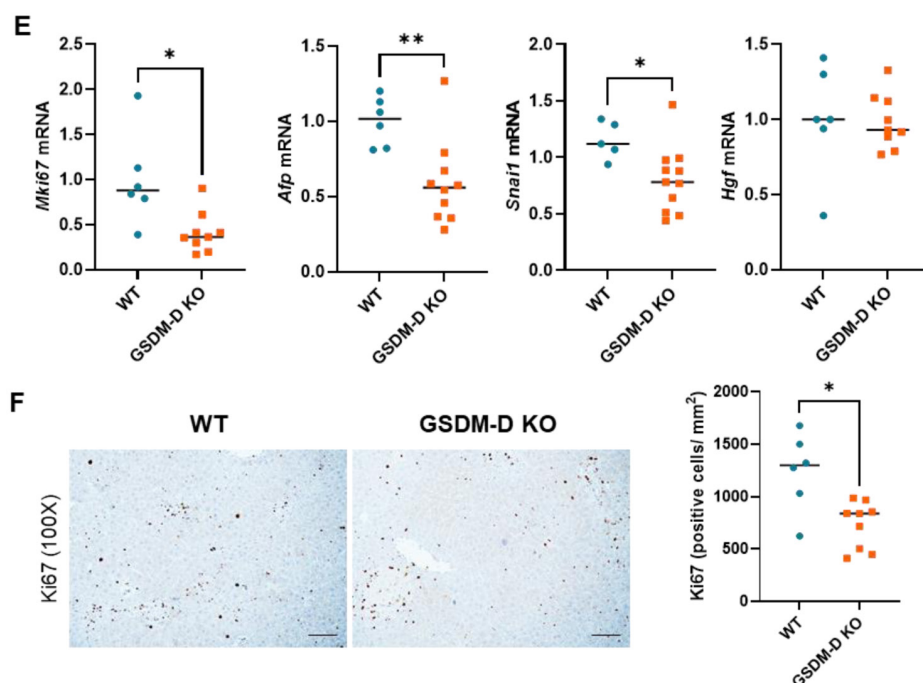 E
Mki67 mRNA
2.5
2.0
1.5
1.0
0.5
0.0
*
WT
GSDM-D KO
Afp mRNA
1.5
1.0
0.5
0.0
**
WT
GSDM-D KO
Snai1 mRNA
2.0
1.5
1.0
0.5
0.0
*
WT
GSDM-D KO
Hgf mRNA
1.5
1.0
0.5
0.0
WT
GSDM-D KO
F
WT
GSDM-D KO
Ki67 (100X)
Ki67 (positive cells/ mm²)
2000
1500
1000
500
0
*
WT
GSDM-D KO